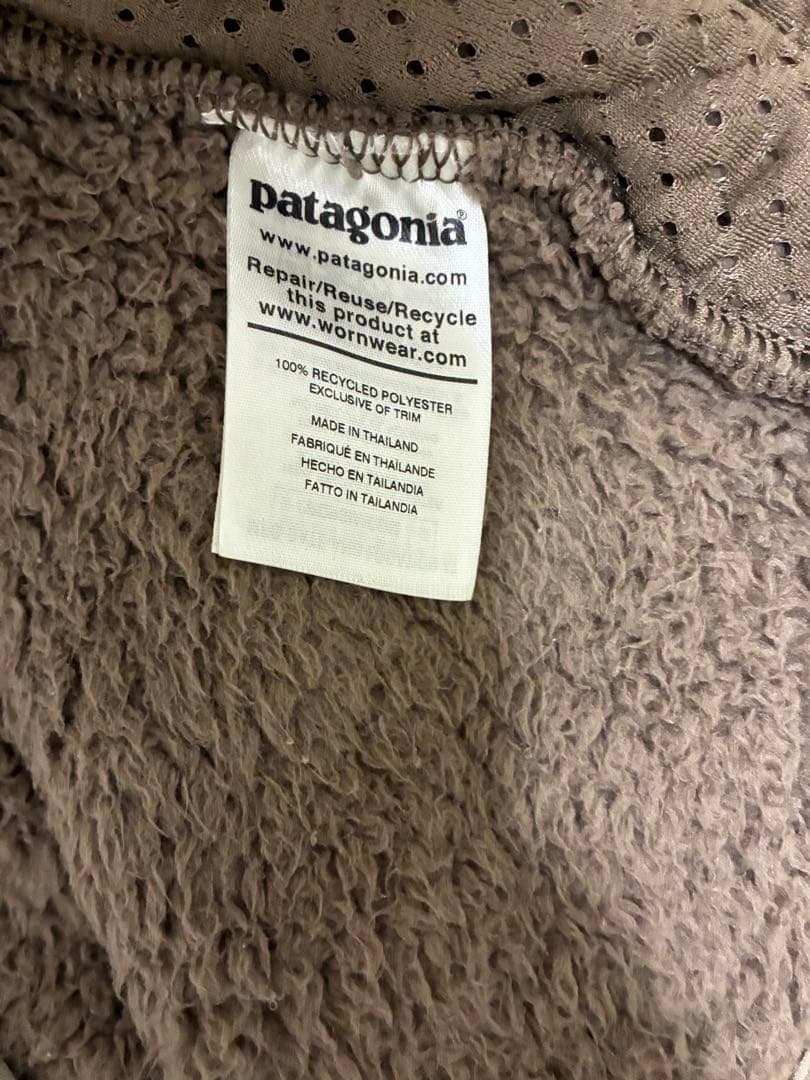 patagonia®
www.patagonia.com
Repair/Reuse/Recycle
this product at
www.wornwear.com
100% RECYCLED POLYESTER
EXCLUSIVE OF TRIM
MADE IN THAILAND
FABRIQUÉ EN THAÏLANDE
HECHO EN TAILANDIA
FATTO IN TAILANDIA